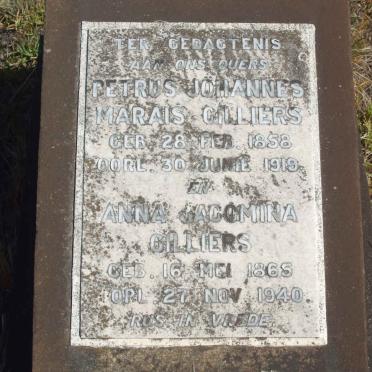 TER GEDAGTENIS
AAN ONS OUERS
PETRUS JOHANNES
MARAIS CILLIERS
GEB. 28 FEB. 1858
OORL. 30 JUNIE 1918
EN
ANNA JACOMINA
CILLIERS
GEB. 16 MEI 1865
OORL. 27 NOV. 1940
RUS IN VREDE